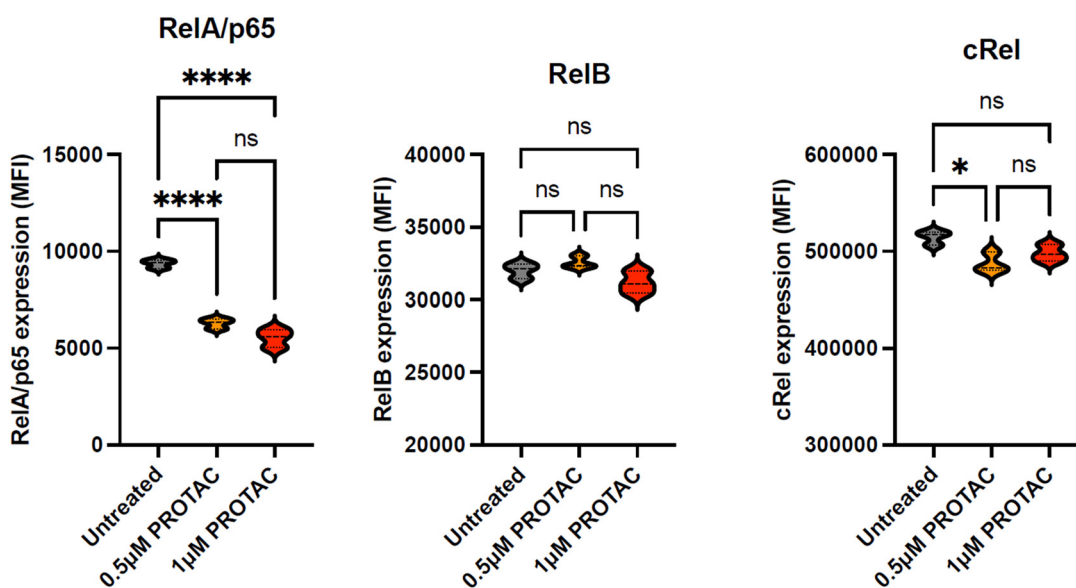 RelA/p65
****
ns
****
15000
10000
5000
0
RelA/p65 expression (MFI)
Untreated
0.5μM PROTAC
1μM PROTAC
RelB
ns
ns
ns
40000
35000
30000
25000
20000
RelB expression (MFI)
Untreated
0.5μM PROTAC
1μM PROTAC
cRel
ns
*
ns
600000
500000
400000
300000
cRel expression (MFI)
Untreated
0.5μM PROTAC
1μM PROTAC